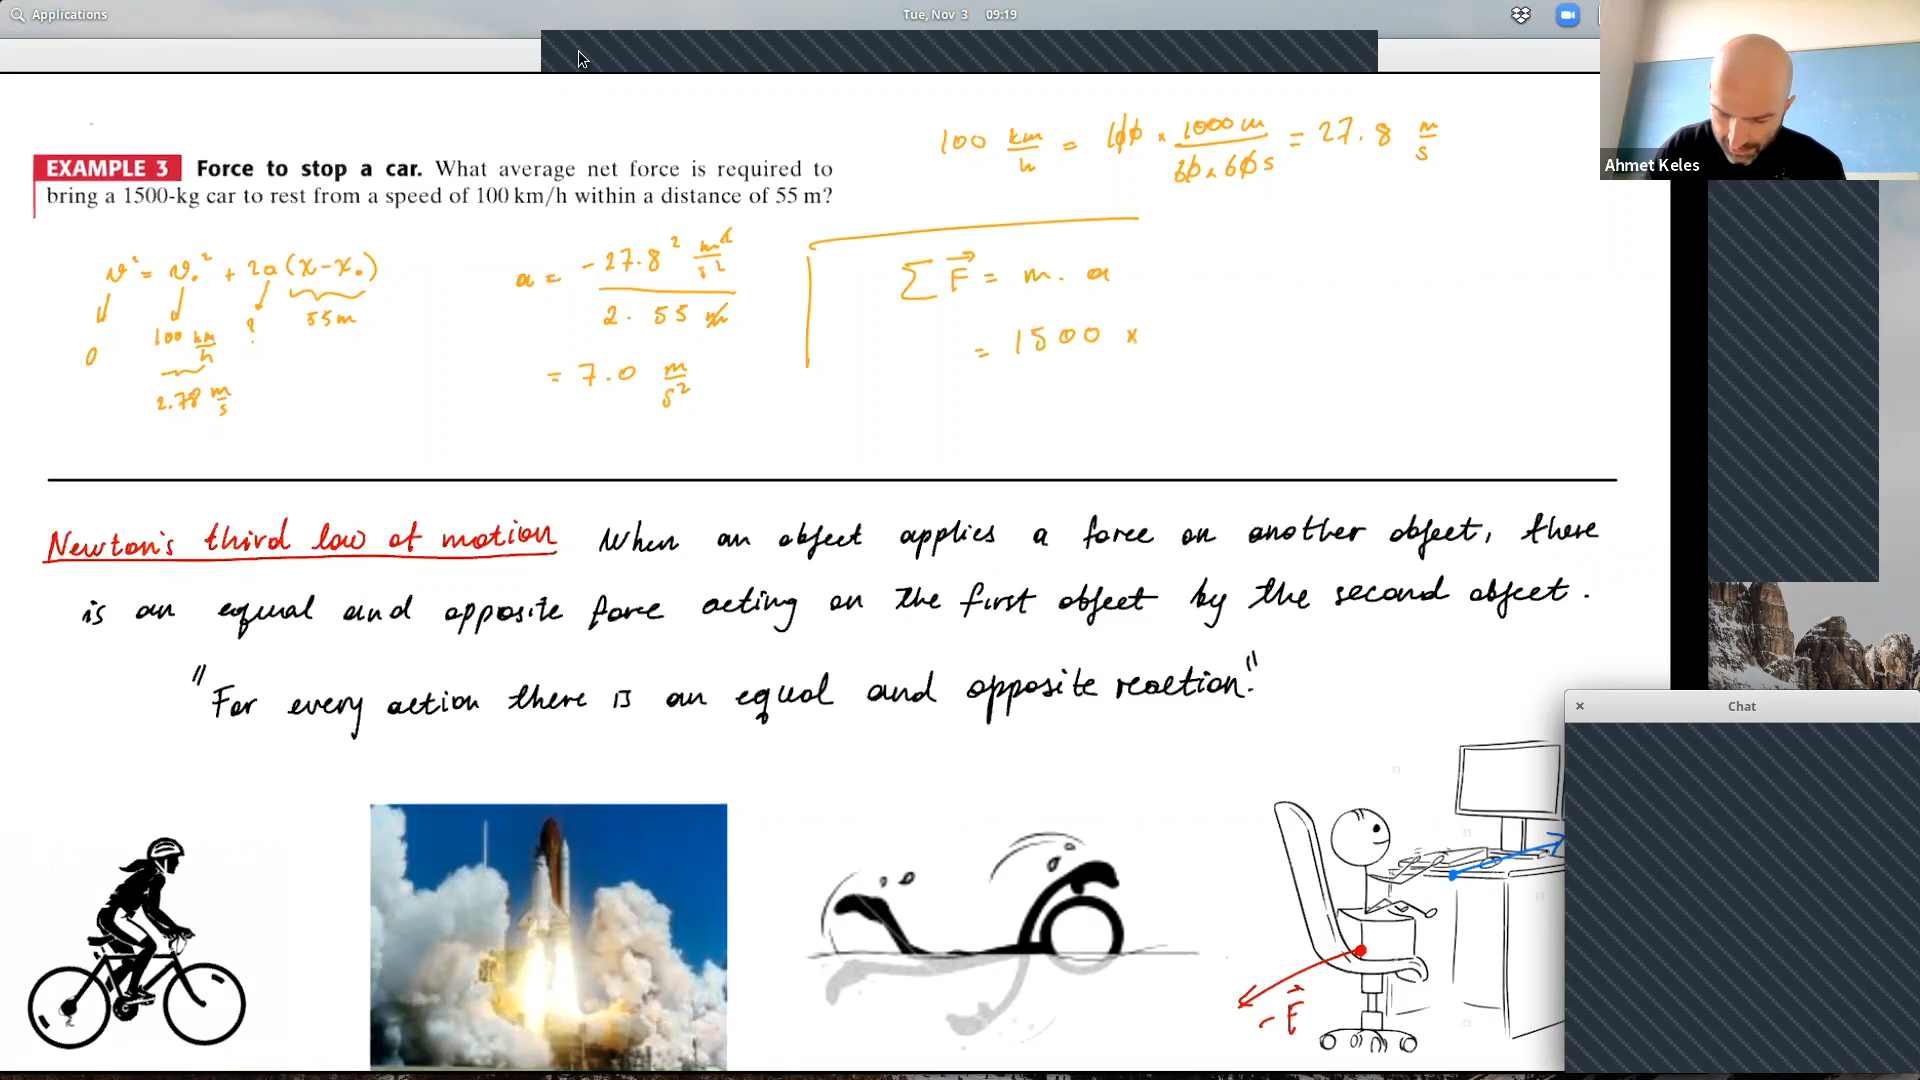 Applications
Tue, Nov 3 09:19
Ahmet Keles
100 km/h = 100 × 1000 m / 60 × 60 s = 27.8 m/s
EXAMPLE 3 Force to stop a car. What average net force is required to
bring a 1500-kg car to rest from a speed of 100 km/h within a distance of 55 m?
v² = v₀² + 2a (x - x₀)
0
100 km/h
?
55 m
2.78 m/s
a = -27.8² m²/s² / 2 . 55 m
= 7.0 m/s²
∑ F⃗ = m . a
= 1500 ×
Newton's third law of motion When an object applies a force on another object, there
is an equal and opposite force acting on the first object by the second object.
"For every action there is an equal and opposite reaction."
Chat
-F⃗